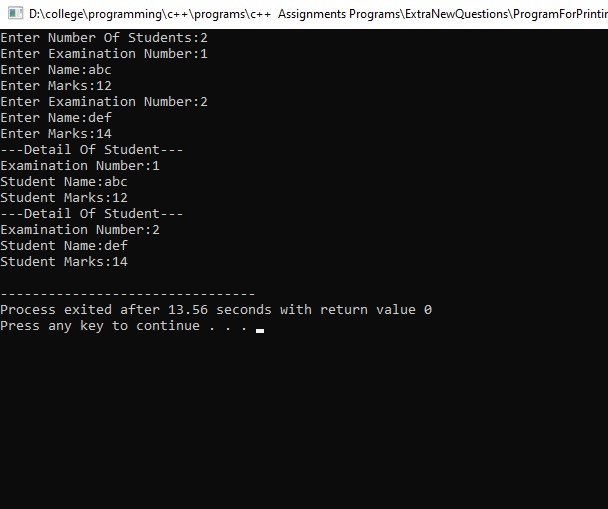 D:\college\programming\c++\programs\c++ Assignments Programs\ExtraNewQuestions\ProgramForPrintin
Enter Number Of Students:2
Enter Examination Number:1
Enter Name:abc
Enter Marks:12
Enter Examination Number:2
Enter Name:def
Enter Marks:14
---Detail Of Student---
Examination Number:1
Student Name:abc
Student Marks:12
---Detail Of Student---
Examination Number:2
Student Name:def
Student Marks:14
--------------------------------
Process exited after 13.56 seconds with return value 0
Press any key to continue . . .